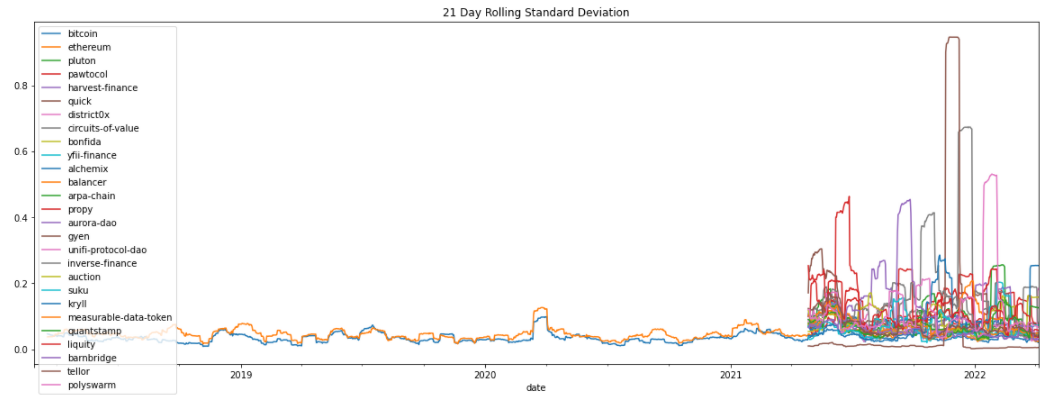 21 Day Rolling Standard Deviation
bitcoin
ethereum
pluton
pawtocol
harvest-finance
quick
district0x
circuits-of-value
bonfida
yfii-finance
alchemix
balancer
arpa-chain
propy
aurora-dao
gyen
unifi-protocol-dao
inverse-finance
auction
suku
kryll
measurable-data-token
quantstamp
liquity
barnbridge
tellor
polyswarm
0.8
0.6
0.4
0.2
0.0
2019
2020
2021
2022
date